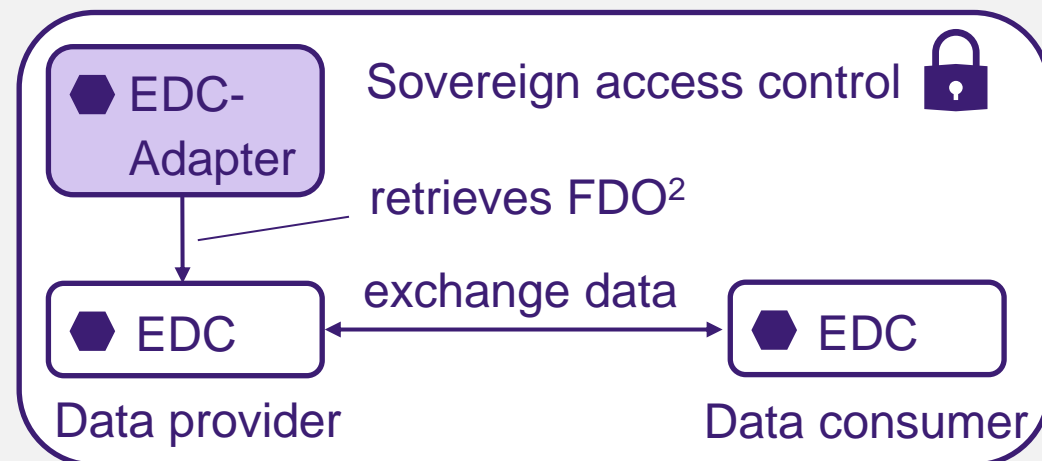 EDC-
Adapter
Sovereign access control
retrieves FDO²
exchange data
EDC
EDC
Data provider
Data consumer